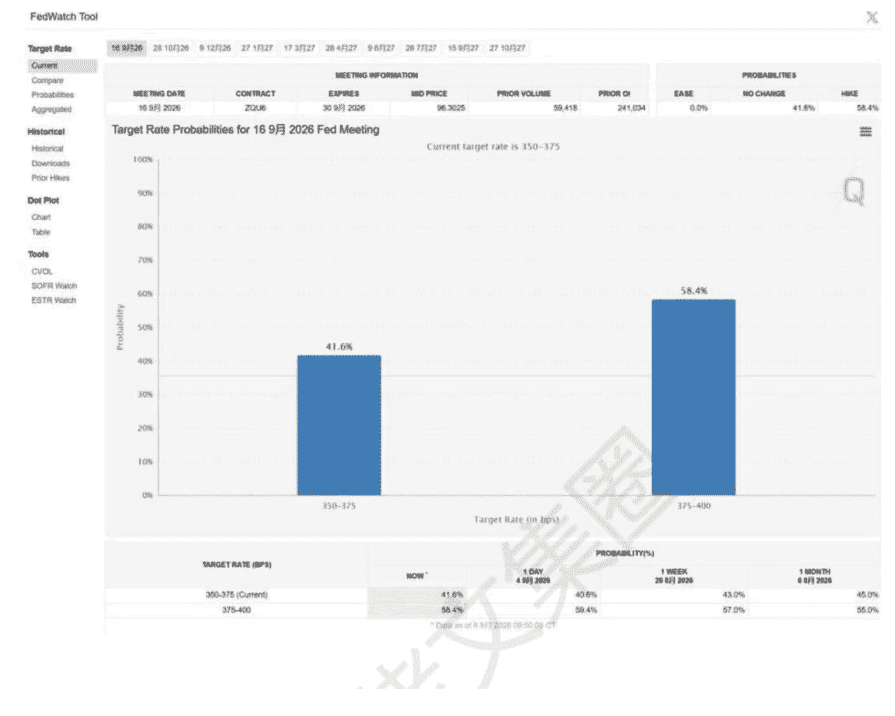 FedWatch Tool
Target Rate
Current
Compare
Probabilities
Aggregated
Historical
Historical
Downloads
Prior Hikes
Dot Plot
Chart
Table
Tools
CVOL
SOFR Watch
ESTR Watch
16 9月26 28 10月26 9 12月26 27 1月27 17 3月27 28 4月27 9 6月27 28 7月27 15 9月27 27 10月27
MEETING INFORMATION
MEETING DATE CONTRACT EXPIRES MID PRICE PRIOR VOLUME PRIOR OI
16 9月 2026 ZQU6 30 9月 2026 96.3025 59,418 241,034
PROBABILITIES
EASE NO CHANGE HIKE
0.0% 41.6% 58.4%
Target Rate Probabilities for 16 9月 2026 Fed Meeting
Current target rate is 350-375
100%
90%
80%
70%
60%
50%
40%
30%
20%
10%
0%
Probability
41.6%
58.4%
350-375 375-400
Target Rate (in bps)
TARGET RATE (BPS) PROBABILITY(%)
NOW * 1 DAY 1 WEEK 1 MONTH
4 9月 2026 2026 2026
350-375 (Current) 41.6% 40.6% 43.0% 45.0%
375-400 58.4% 59.4% 57.0% 55.0%
* Data as of 2026 CT
文集圈